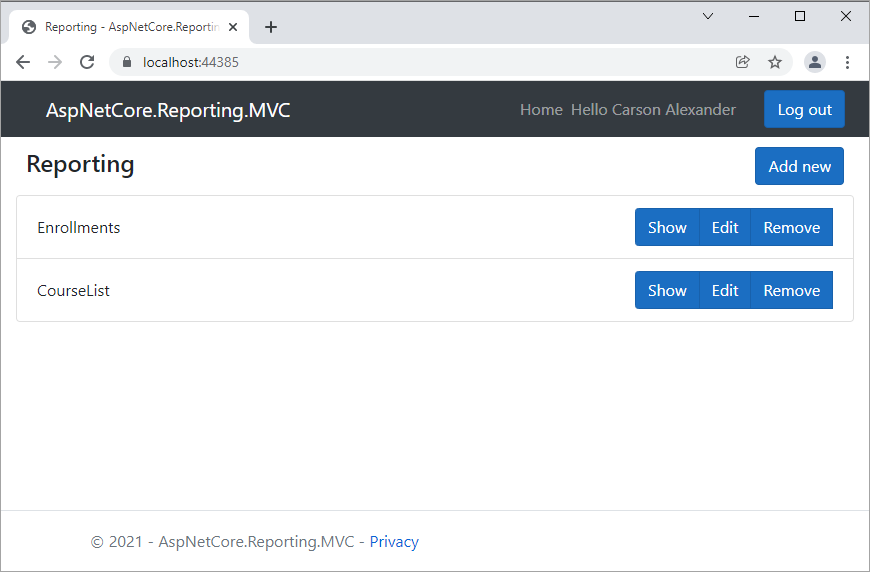 Reporting - AspNetCore.Reportin
localhost:44385
AspNetCore.Reporting.MVC Home Hello Carson Alexander Log out
Reporting Add new
Enrollments Show Edit Remove
CourseList Show Edit Remove
© 2021 - AspNetCore.Reporting.MVC - Privacy